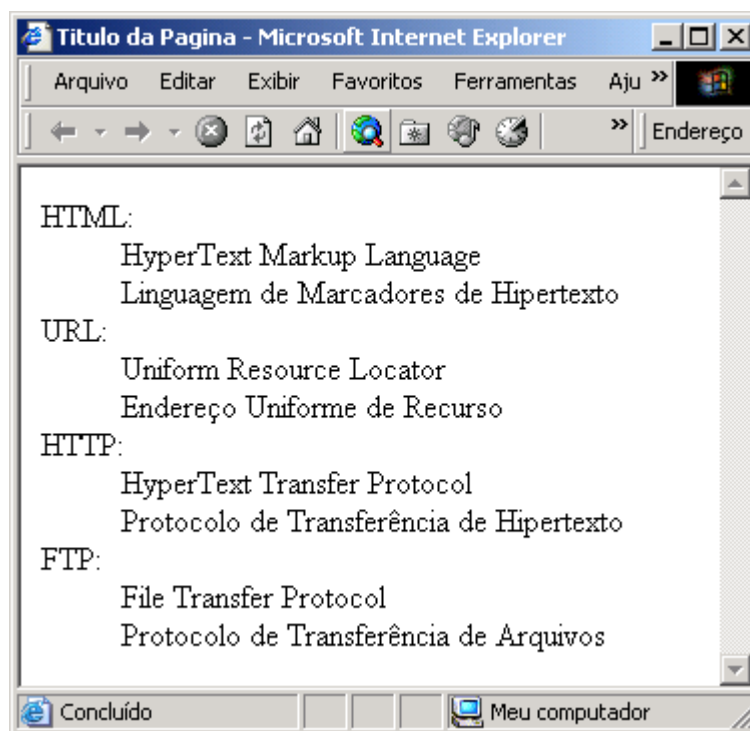 Titulo da Pagina - Microsoft Internet Explorer
Arquivo Editar Exibir Favoritos Ferramentas Aju »
» Endereço
HTML:
HyperText Markup Language
Linguagem de Marcadores de Hipertexto
URL:
Uniform Resource Locator
Endereço Uniforme de Recurso
HTTP:
HyperText Transfer Protocol
Protocolo de Transferência de Hipertexto
FTP:
File Transfer Protocol
Protocolo de Transferência de Arquivos
Concluído Meu computador